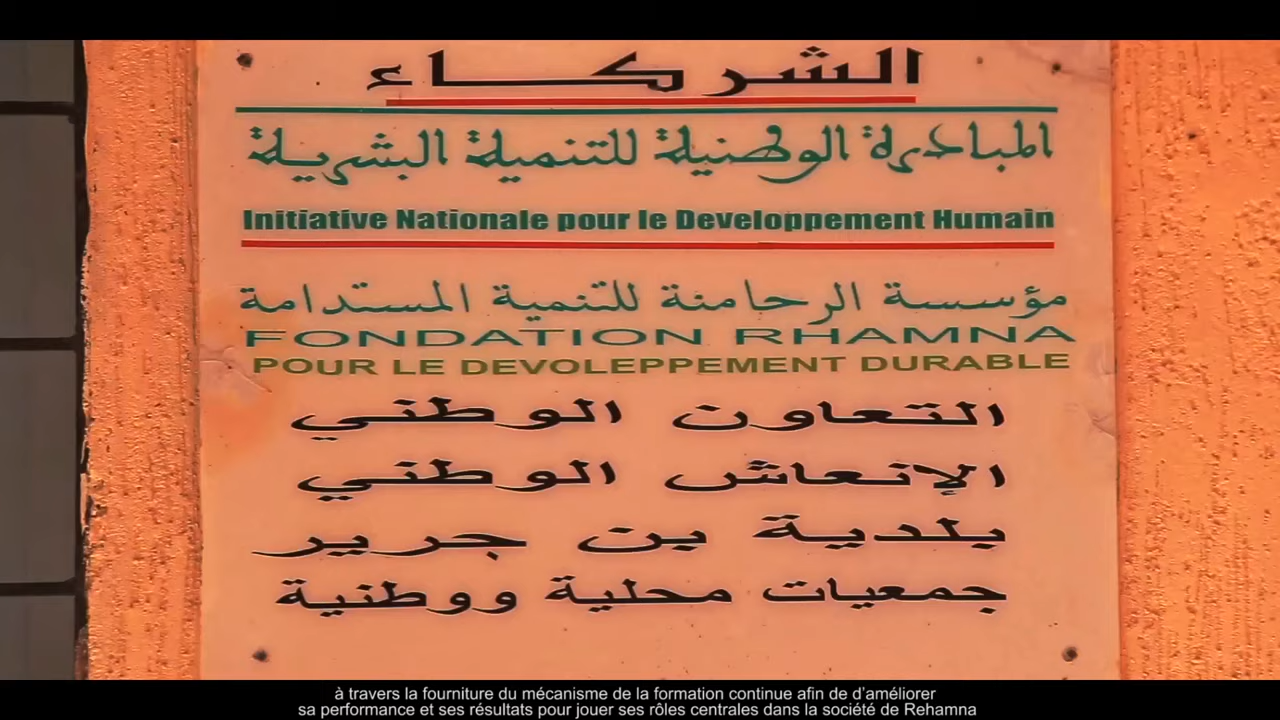 الشركاء
المبادرة الوطنية للتنمية البشرية
Initiative Nationale pour le Developpement Humain
مؤسسة الرحامنة للتنمية المستدامة
FONDATION RHAMNA
POUR LE DEVOLEPPEMENT DURABLE
التعاون الوطني
الإنعاش الوطني
بلدية بن جرير
جمعيات محلية ووطنية
à travers la fourniture du mécanisme de la formation continue afin de d'améliorer
sa performance et ses résultats pour jouer ses rôles centrales dans la société de Rehamna